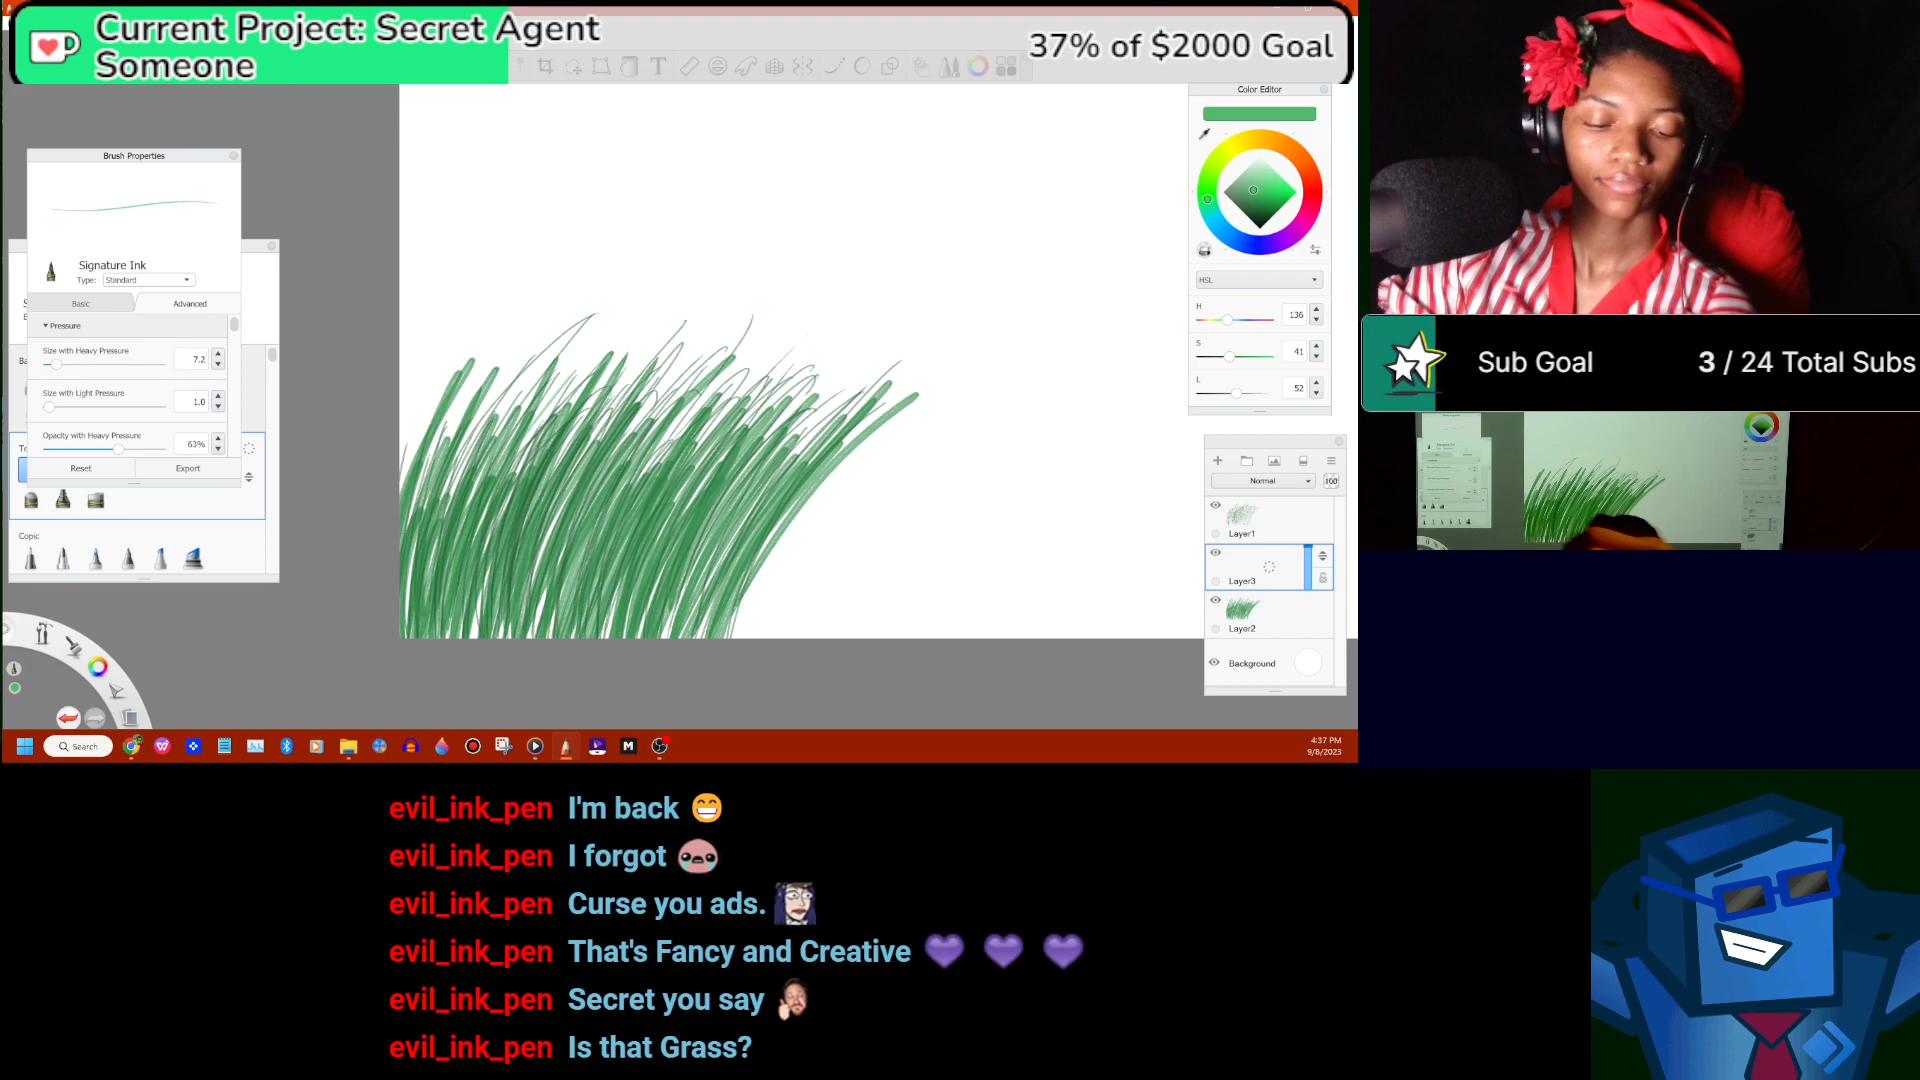 Current Project: Secret Agent
Someone
37% of $2000 Goal
Color Editor
Brush Properties
Signature Ink
Type: Standard
Basic
Advanced
Pressure
Size with Heavy Pressure
7.2
Size with Light Pressure
1.0
Opacity with Heavy Pressure
63%
Reset
Export
Copic
HSL
H
136
S
41
L
52
Normal
100
Layer1
Layer3
Layer2
Background
Sub Goal
3 / 24 Total Subs
Search
4:37 PM
9/8/2023
evil_ink_pen I'm back
evil_ink_pen I forgot
evil_ink_pen Curse you ads.
evil_ink_pen That's Fancy and Creative
evil_ink_pen Secret you say
evil_ink_pen Is that Grass?